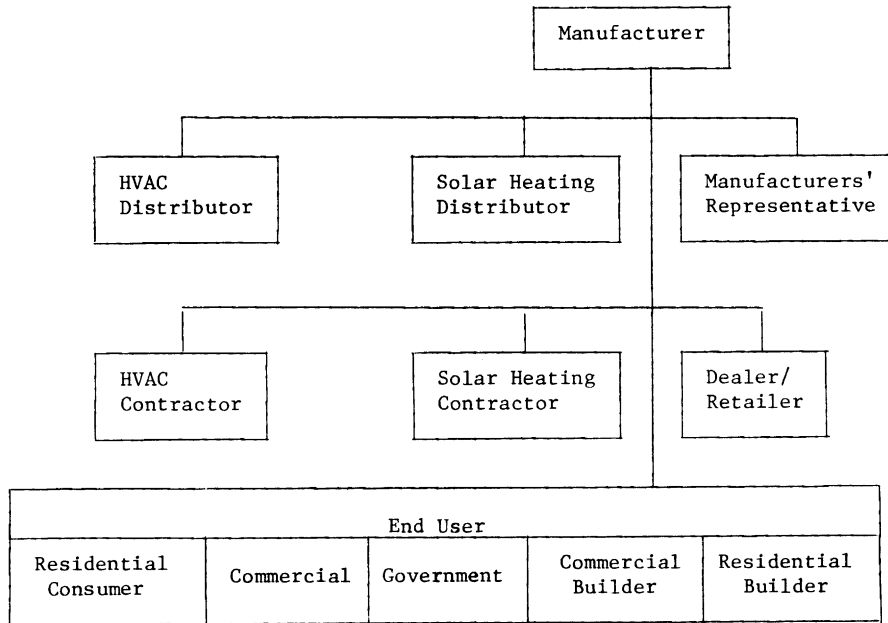 Manufacturer
HVAC
Distributor
Solar Heating
Distributor
Manufacturers'
Representative
HVAC
Contractor
Solar Heating
Contractor
Dealer/
Retailer
End User
Residential
Consumer
Commercial
Government
Commercial
Builder
Residential
Builder